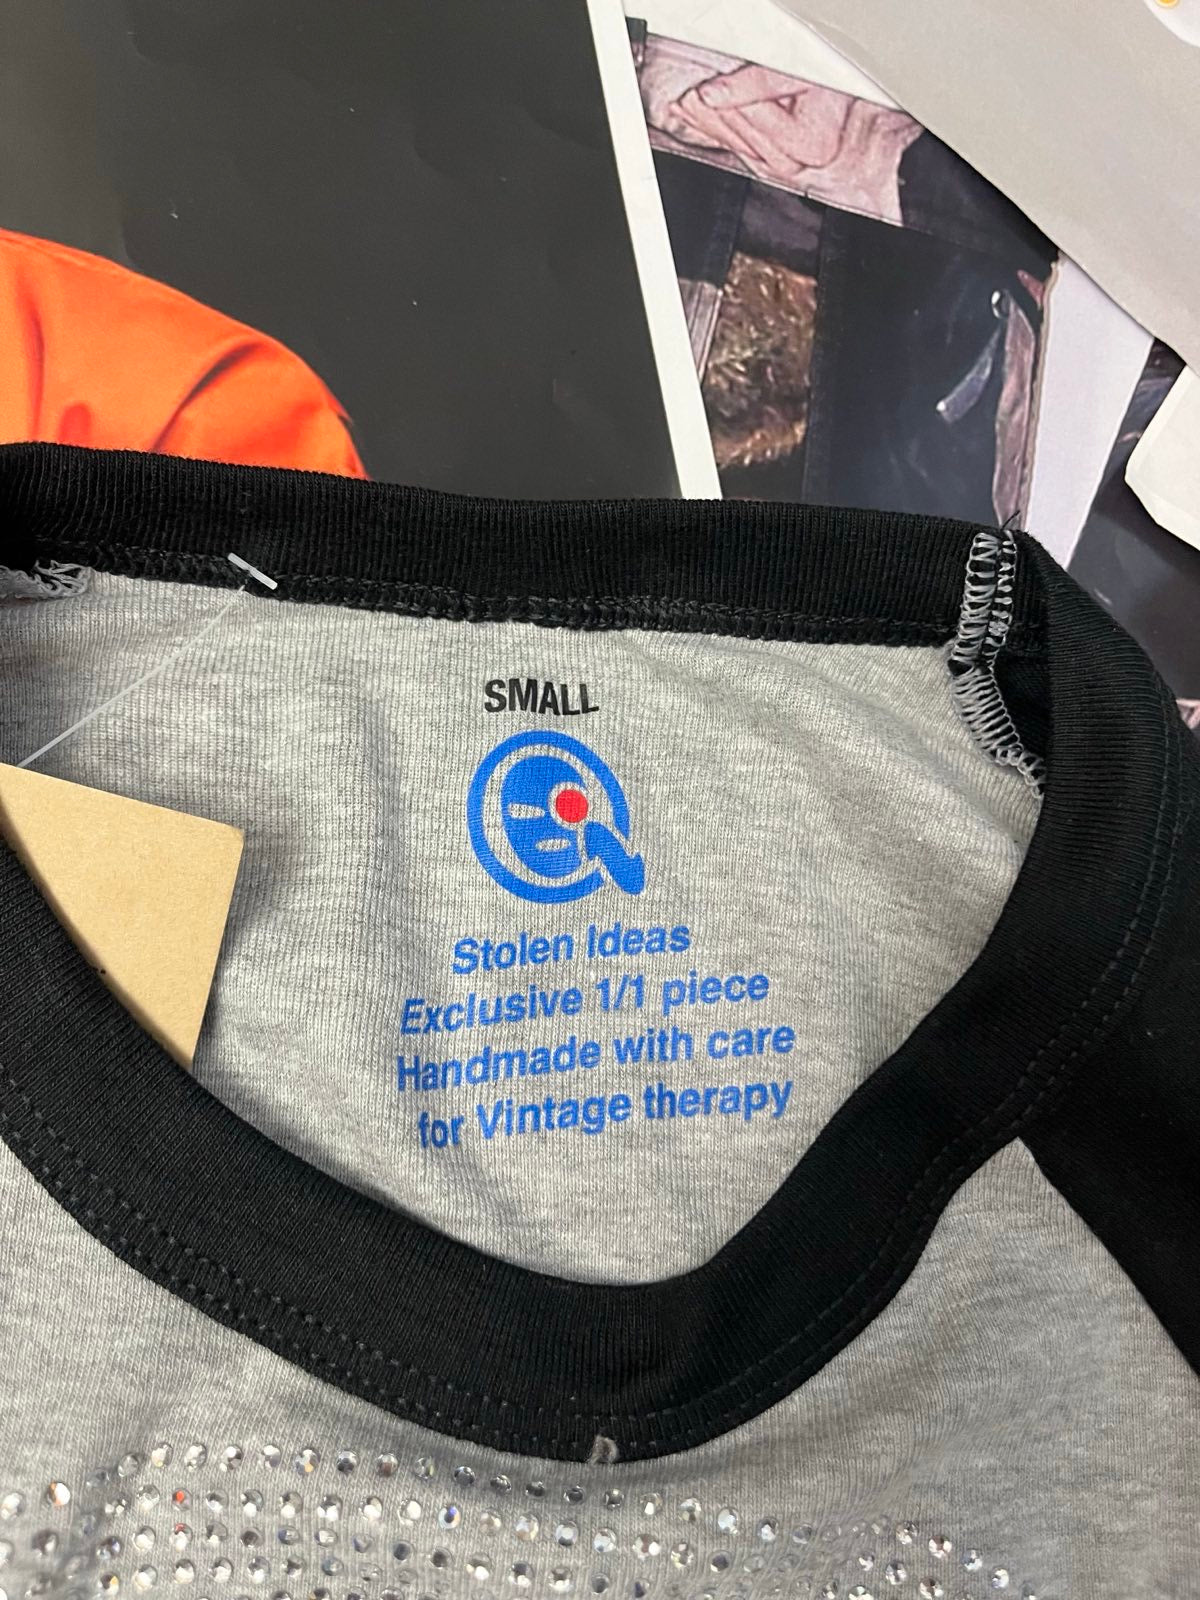 SMALL
Stolen Ideas
Exclusive 1/1 piece
Handmade with care
for Vintage therapy